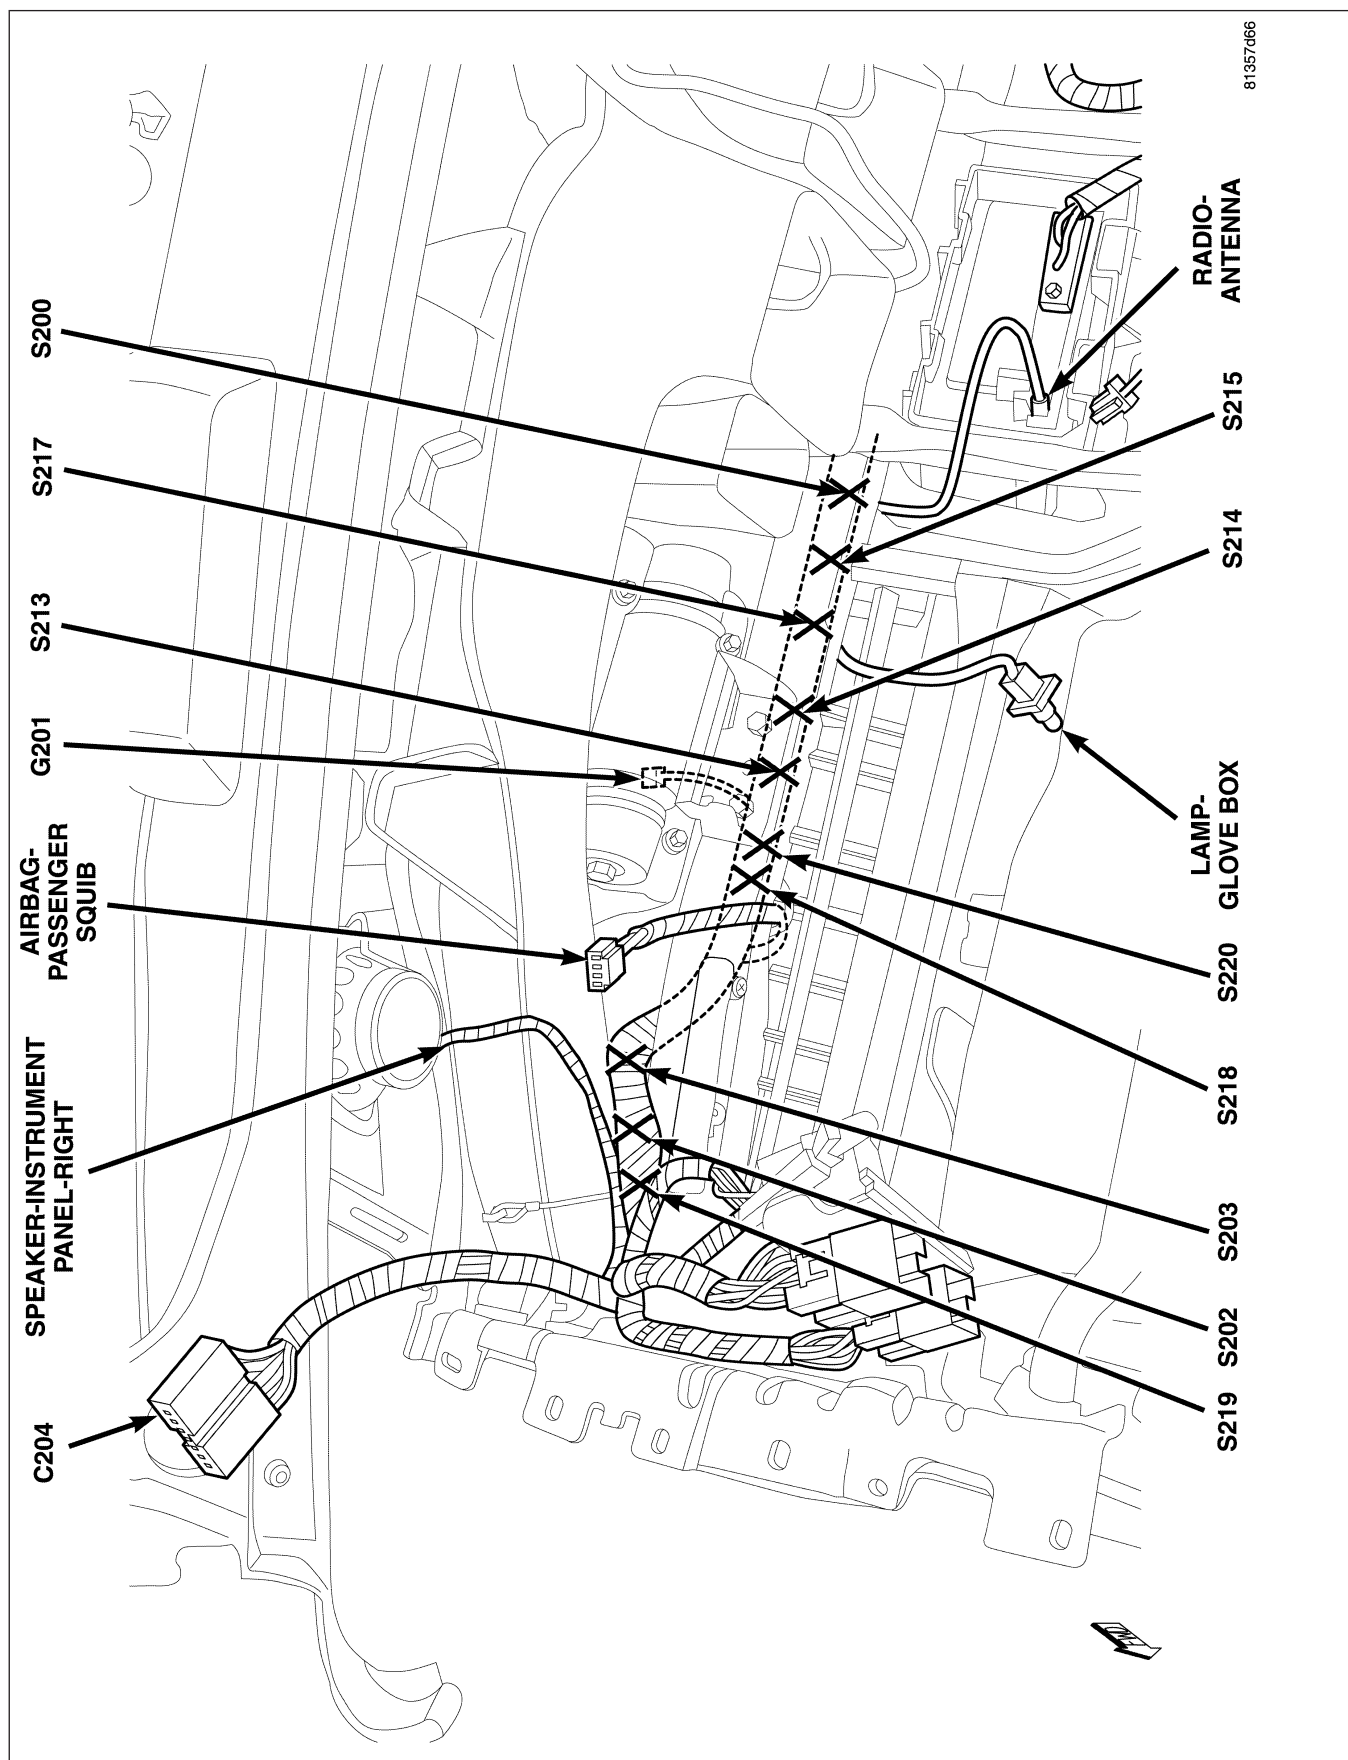 C204
SPEAKER-INSTRUMENT
PANEL-RIGHT
AIRBAG-
PASSENGER
SQUIB
G201
S213
S217
S200
S219
S202
S203
S218
S220
LAMP-
GLOVE BOX
S214
S215
RADIO-
ANTENNA
81357d66